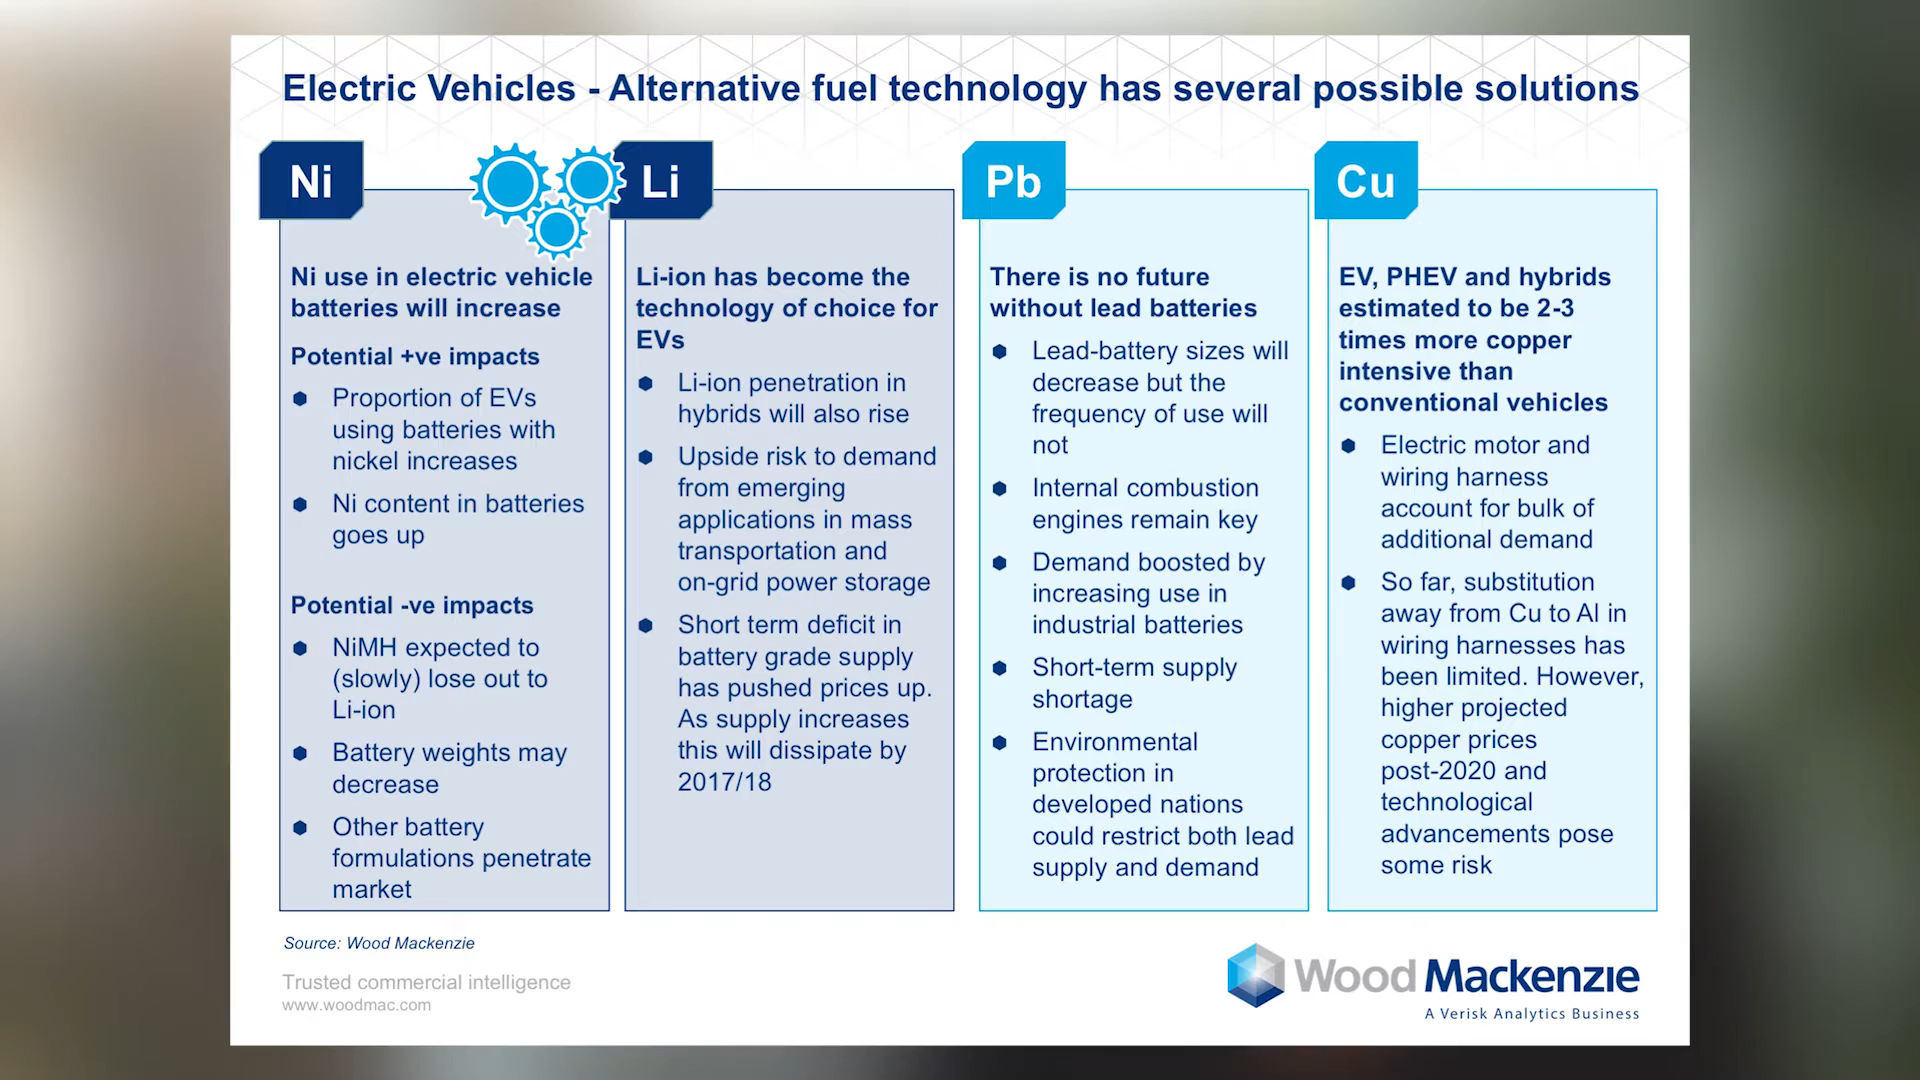 Electric Vehicles - Alternative fuel technology has several possible solutions
Ni
Ni use in electric vehicle
batteries will increase
Potential +ve impacts
Proportion of EVs
using batteries with
nickel increases
Ni content in batteries
goes up
Potential -ve impacts
NiMH expected to
(slowly) lose out to
Li-ion
Battery weights may
decrease
Other battery
formulations penetrate
market
Li
Li-ion has become the
technology of choice for
EVs
Li-ion penetration in
hybrids will also rise
Upside risk to demand
from emerging
applications in mass
transportation and
on-grid power storage
Short term deficit in
battery grade supply
has pushed prices up.
As supply increases
this will dissipate by
2017/18
Pb
There is no future
without lead batteries
Lead-battery sizes will
decrease but the
frequency of use will
not
Internal combustion
engines remain key
Demand boosted by
increasing use in
industrial batteries
Short-term supply
shortage
Environmental
protection in
developed nations
could restrict both lead
supply and demand
Cu
EV, PHEV and hybrids
estimated to be 2-3
times more copper
intensive than
conventional vehicles
Electric motor and
wiring harness
account for bulk of
additional demand
So far, substitution
away from Cu to Al in
wiring harnesses has
been limited. However,
higher projected
copper prices
post-2020 and
technological
advancements pose
some risk
Source: Wood Mackenzie
Trusted commercial intelligence
www.woodmac.com
Wood Mackenzie
A Verisk Analytics Business